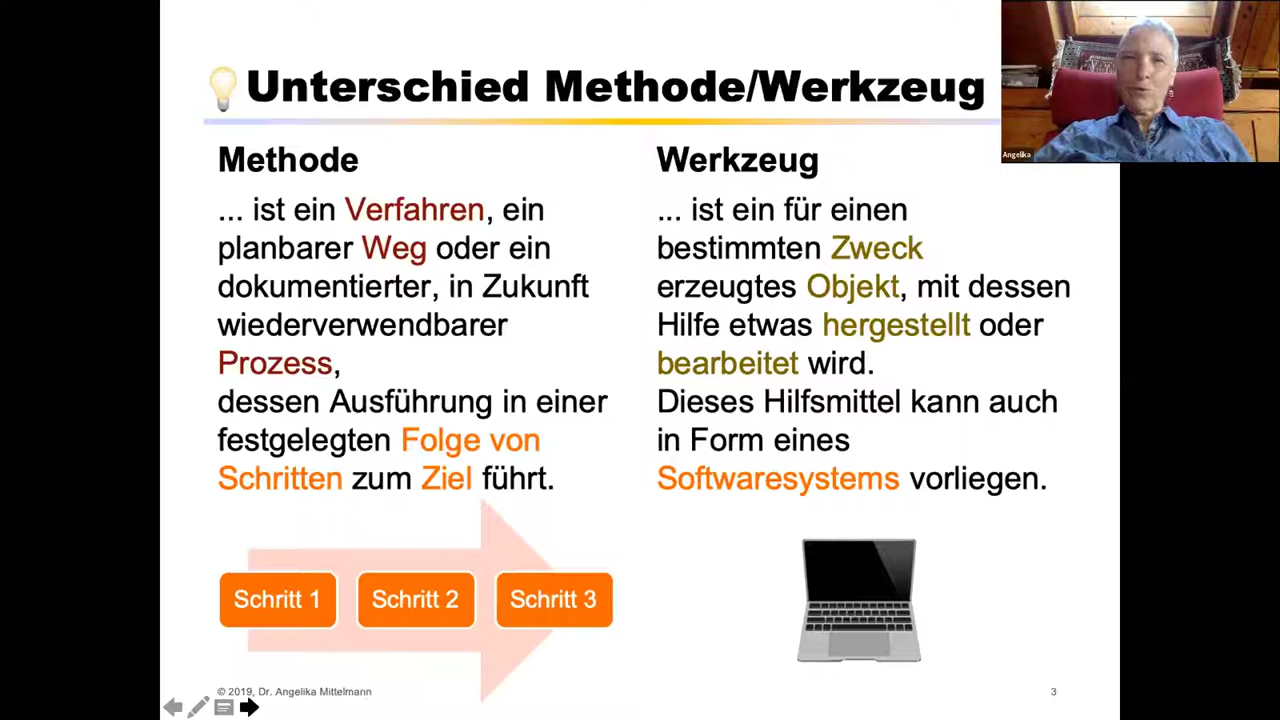 Unterschied Methode/Werkzeug
Angelika
Methode
... ist ein Verfahren, ein
planbarer Weg oder ein
dokumentierter, in Zukunft
wiederverwendbarer
Prozess,
dessen Ausführung in einer
festgelegten Folge von
Schritten zum Ziel führt.
Schritt 1
Schritt 2
Schritt 3
Werkzeug
... ist ein für einen
bestimmten Zweck
erzeugtes Objekt, mit dessen
Hilfe etwas hergestellt oder
bearbeitet wird.
Dieses Hilfsmittel kann auch
in Form eines
Softwaresystems vorliegen.
© 2019, Dr. Angelika Mittelmann
3